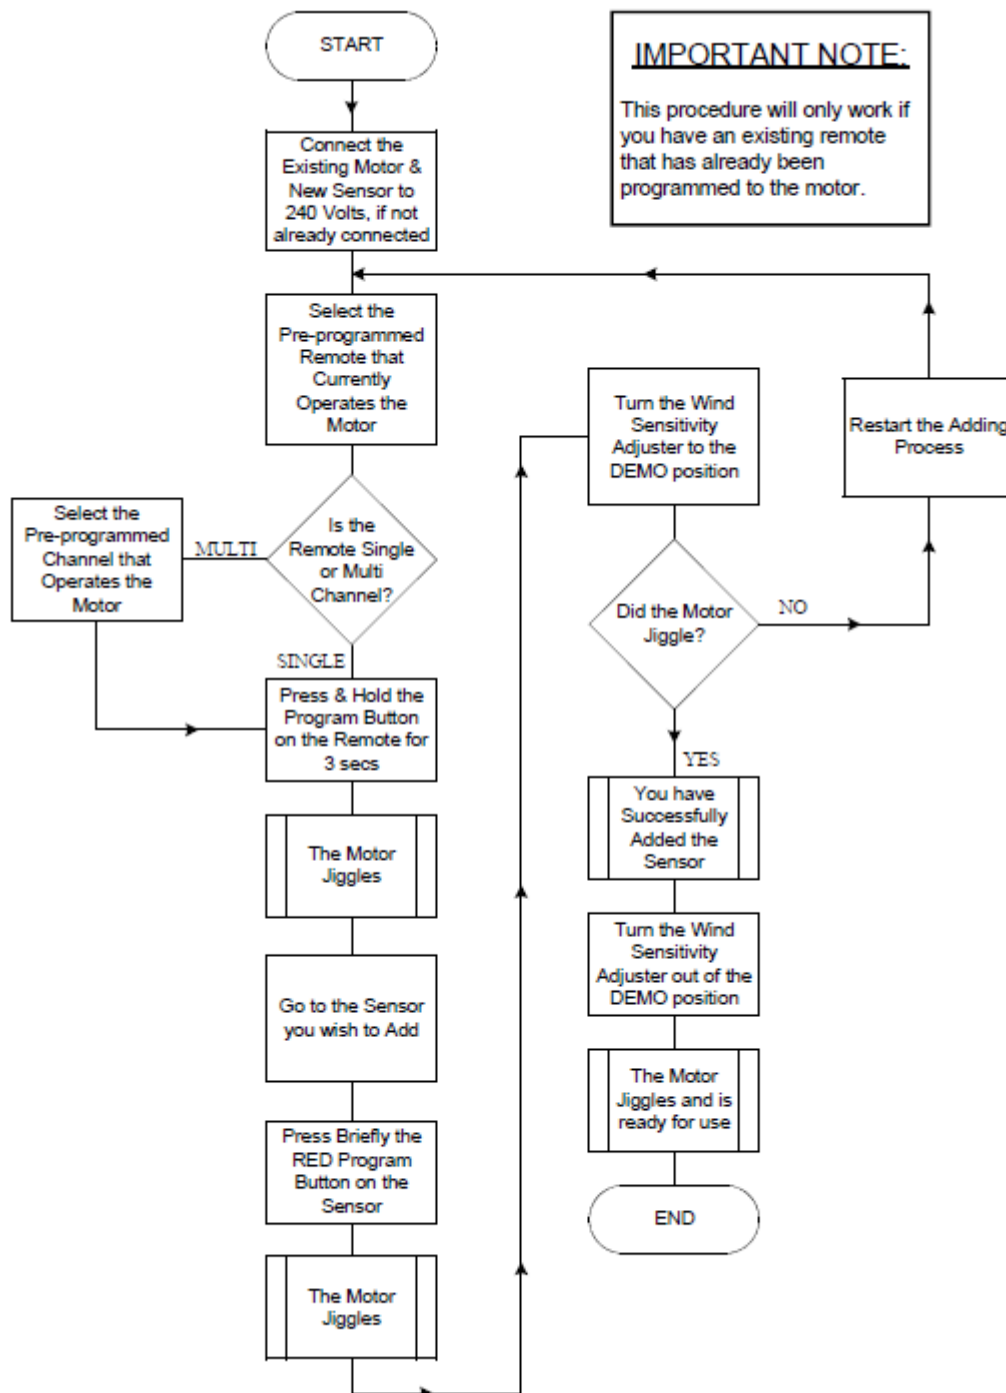 START
IMPORTANT NOTE:
This procedure will only work if
you have an existing remote
that has already been
programmed to the motor.
Connect the
Existing Motor &
New Sensor to
240 Volts, if not
already connected
Select the
Pre-programmed
Remote that
Currently
Operates the
Motor
Is the
Remote Single
or Multi
Channel?
MULTI
Select the
Pre-programmed
Channel that
Operates the
Motor
SINGLE
Press & Hold the
Program Button
on the Remote for
3 secs
The Motor
Jiggles
Go to the Sensor
you wish to Add
Press Briefly the
RED Program
Button on the
Sensor
The Motor
Jiggles
Turn the Wind
Sensitivity
Adjuster to the
DEMO position
Did the Motor
Jiggle?
NO
Restart the Adding
Process
YES
You have
Successfully
Added the
Sensor
Turn the Wind
Sensitivity
Adjuster out of the
DEMO position
The Motor
Jiggles and is
ready for use
END